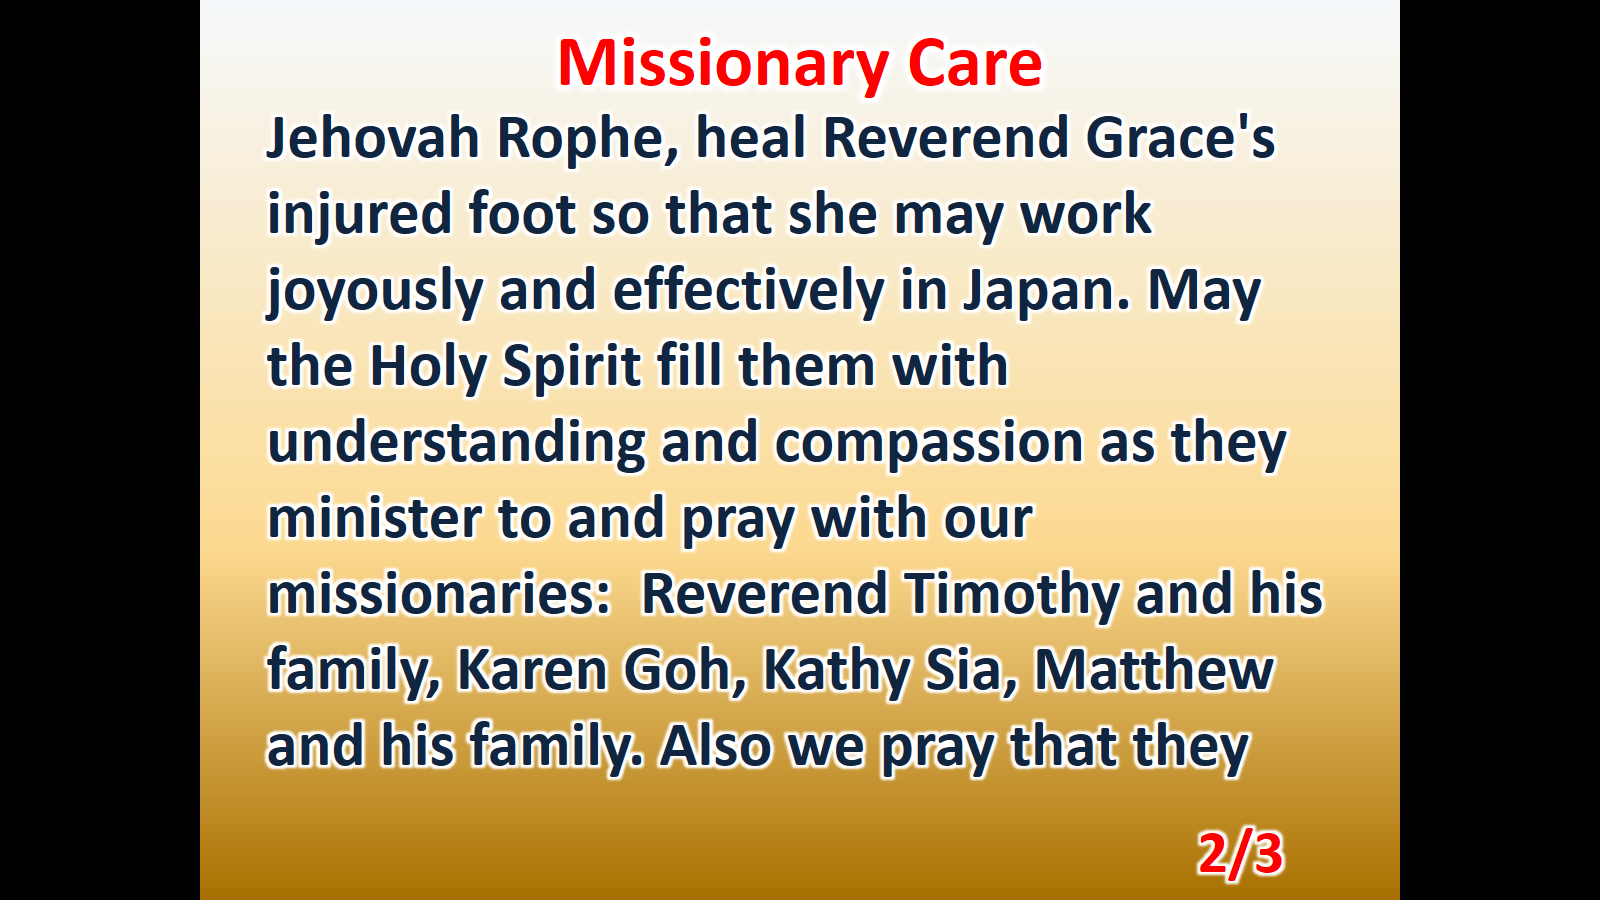 Missionary Care
Jehovah Rophe, heal Reverend Grace's
injured foot so that she may work
joyously and effectively in Japan. May
the Holy Spirit fill them with
understanding and compassion as they
minister to and pray with our
missionaries:  Reverend Timothy and his
family, Karen Goh, Kathy Sia, Matthew
and his family. Also we pray that they
2/3